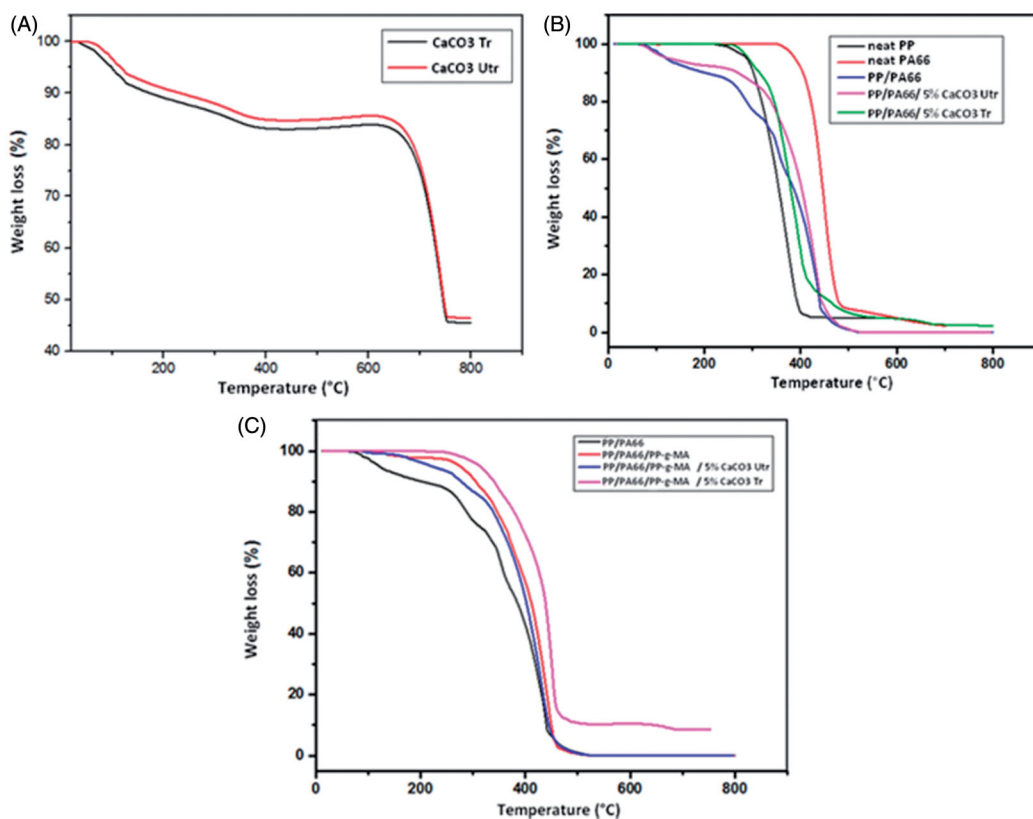 (A)
CaCO3 Tr
CaCO3 Utr
100
90
80
70
60
50
40
Weight loss (%)
200
400
600
800
Temperature (°C)
(B)
neat PP
neat PA66
PP/PA66
PP/PA66/ 5% CaCO3 Utr
PP/PA66/ 5% CaCO3 Tr
100
80
60
40
20
0
Weight loss (%)
0
200
400
600
800
Temperature (°C)
(C)
PP/PA66
PP/PA66/PP-g-MA
PP/PA66/PP-g-MA / 5% CaCO3 Utr
PP/PA66/PP-g-MA / 5% CaCO3 Tr
100
80
60
40
20
0
Weight loss (%)
0
200
400
600
800
Temperature (°C)